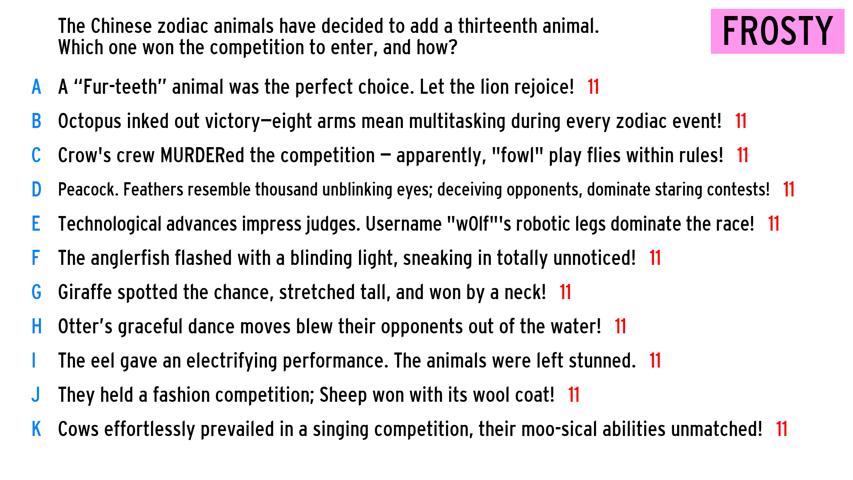 The Chinese zodiac animals have decided to add a thirteenth animal.
Which one won the competition to enter, and how?
FROSTY
A A “Fur-teeth” animal was the perfect choice. Let the lion rejoice! 11
B Octopus inked out victory—eight arms mean multitasking during every zodiac event! 11
C Crow's crew MURDERed the competition – apparently, "fowl" play flies within rules! 11
D Peacock. Feathers resemble thousand unblinking eyes; deceiving opponents, dominate staring contests! 11
E Technological advances impress judges. Username "w0lf"'s robotic legs dominate the race! 11
F The anglerfish flashed with a blinding light, sneaking in totally unnoticed! 11
G Giraffe spotted the chance, stretched tall, and won by a neck! 11
H Otter’s graceful dance moves blew their opponents out of the water! 11
I The eel gave an electrifying performance. The animals were left stunned. 11
J They held a fashion competition; Sheep won with its wool coat! 11
K Cows effortlessly prevailed in a singing competition, their moo-sical abilities unmatched! 11